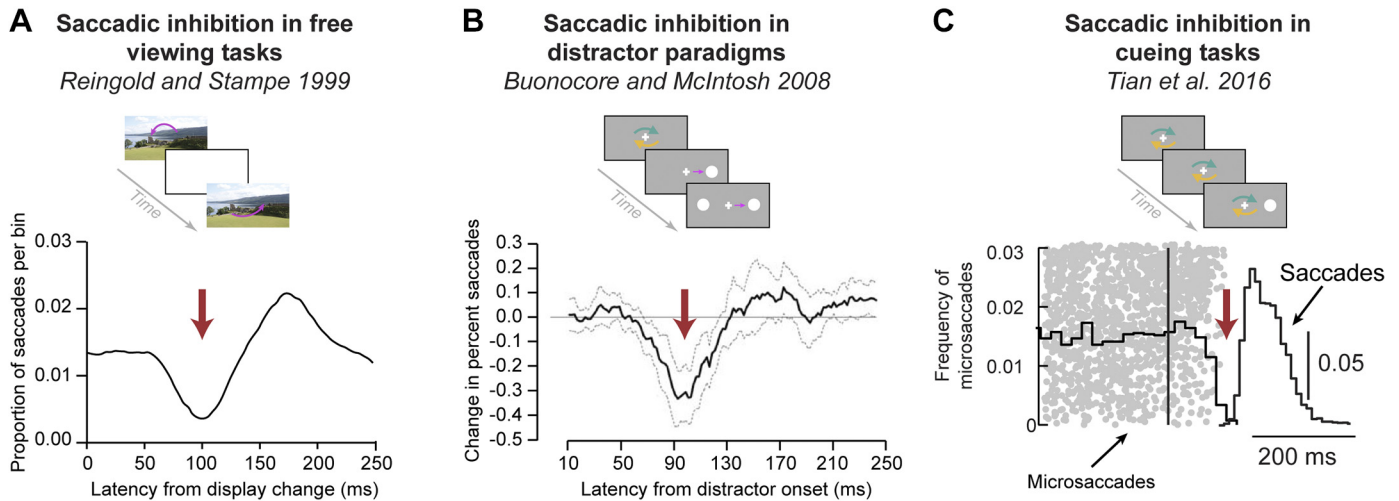 A
Saccadic inhibition in free
viewing tasks
Reingold and Stampe 1999
Time
Proportion of saccades per bin
0.03
0.02
0.01
0.00
0 50 100 150 200 250
Latency from display change (ms)
B
Saccadic inhibition in
distractor paradigms
Buonocore and McIntosh 2008
Time
Change in percent saccades
0.3
0.2
0.1
0.0
-0.1
-0.2
-0.3
-0.4
-0.5
10 50 90 130 170 210 250
Latency from distractor onset (ms)
C
Saccadic inhibition in
cueing tasks
Tian et al. 2016
Time
Frequency of
microsaccades
0.03
0.02
0.01
0
Saccades
0.05
200 ms
Microsaccades